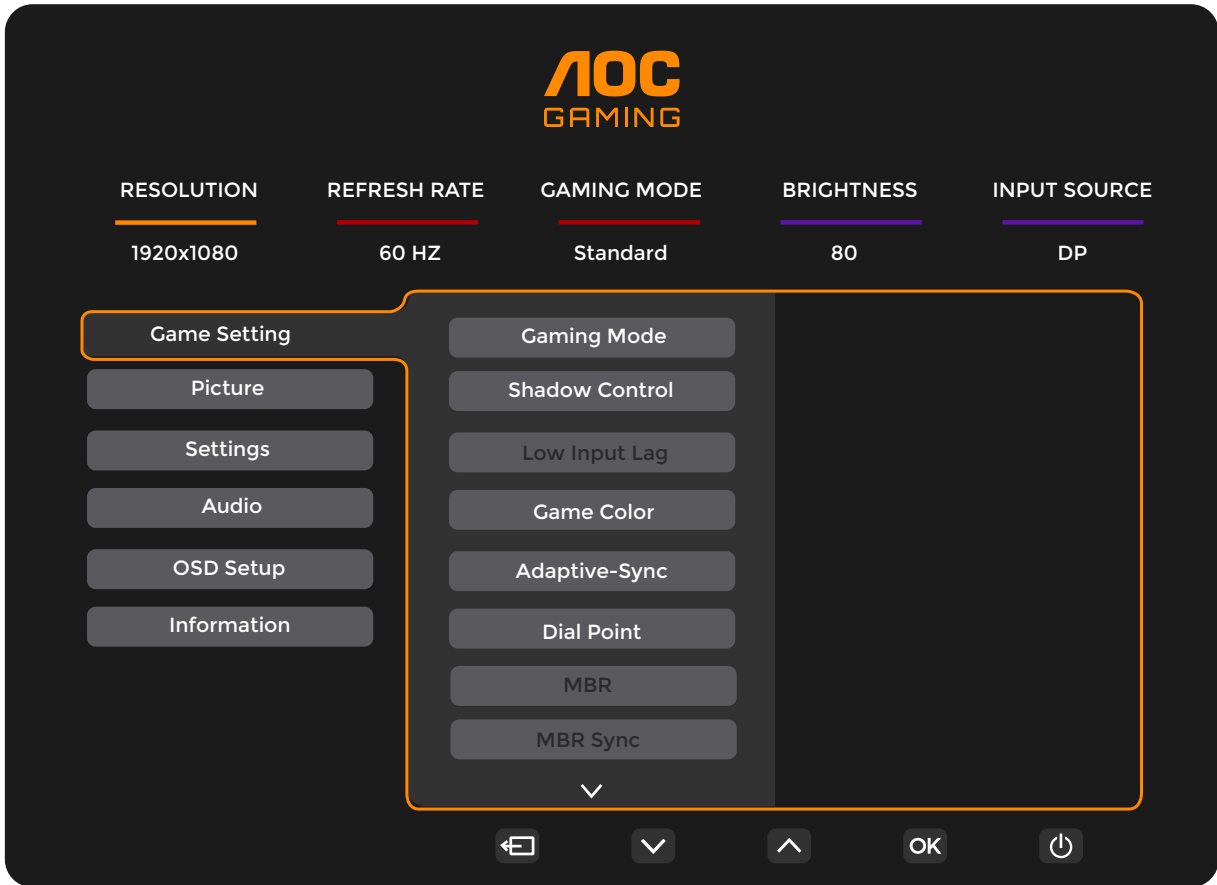 AOC
GAMING
RESOLUTION REFRESH RATE GAMING MODE BRIGHTNESS INPUT SOURCE
1920x1080 60 HZ Standard 80 DP
Game Setting
Picture
Settings
Audio
OSD Setup
Information
Gaming Mode
Shadow Control
Low Input Lag
Game Color
Adaptive-Sync
Dial Point
MBR
MBR Sync
OK